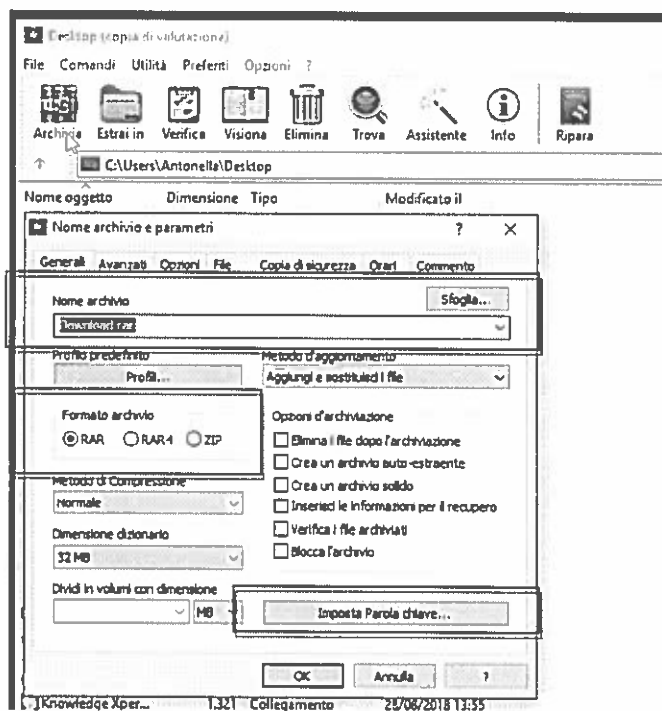 Desktop (copia di valutazione)
File Comandi Utilità Preferiti Opzioni ?
Archivia Estrai in Verifica Visiona Elimina Trova Assistente Info Ripara
C:\Users\Antonella\Desktop
Nome oggetto Dimensione Tipo Modificato il
Nome archivio e parametri ? X
Generali Avanzati Opzioni File Copia di sicurezza Orari Commento
Nome archivio Sfoglia...
Download.rar
Profilo predefinito Metodo d'aggiornamento
Profili... Aggiungi e sostituisci i file
Formato archivio Opzioni d'archiviazione
RAR RAR4 ZIP Elimina i file dopo l'archiviazione
Crea un archivio auto-estraente
Metodo di Compressione Crea un archivio solido
Normale Inserisci le informazioni per il recupero
Dimensione dizionario Verifica i file archiviati
32 MB Blocca l'archivio
Dividi in volumi con dimensione
MB Imposta Parola chiave...
OK Annulla ?
Knowledge Xper... 1.321 Collegamento 25/06/2018 13:55